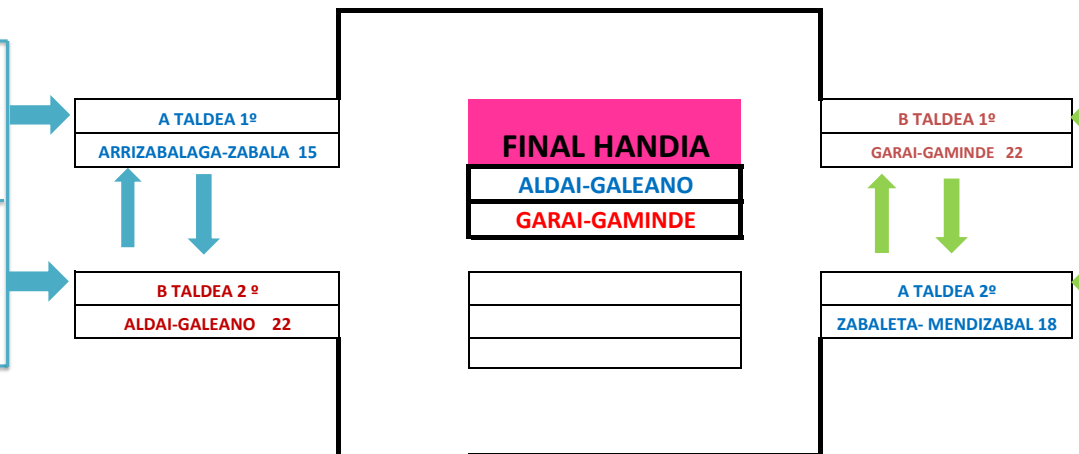 A TALDEA 1º
ARRIZABALAGA-ZABALA 15
B TALDEA 2 º
ALDAI-GALEANO 22
FINAL HANDIA
ALDAI-GALEANO
GARAI-GAMINDE
B TALDEA 1º
GARAI-GAMINDE 22
A TALDEA 2º
ZABALETA- MENDIZABAL 18